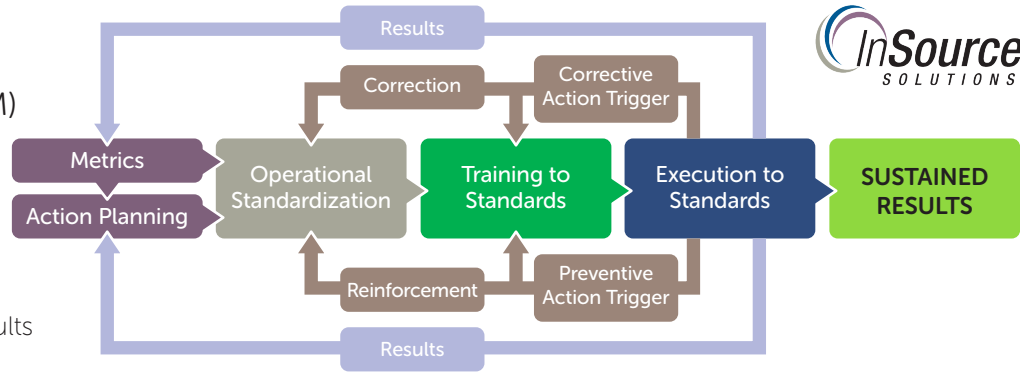 Results
InSource
SOLUTIONS
Correction
Corrective
Action Trigger
M)
Metrics
Action Planning
Operational
Standardization
Training to
Standards
Execution to
Standards
SUSTAINED
RESULTS
Reinforcement
Preventive
Action Trigger
ults
Results